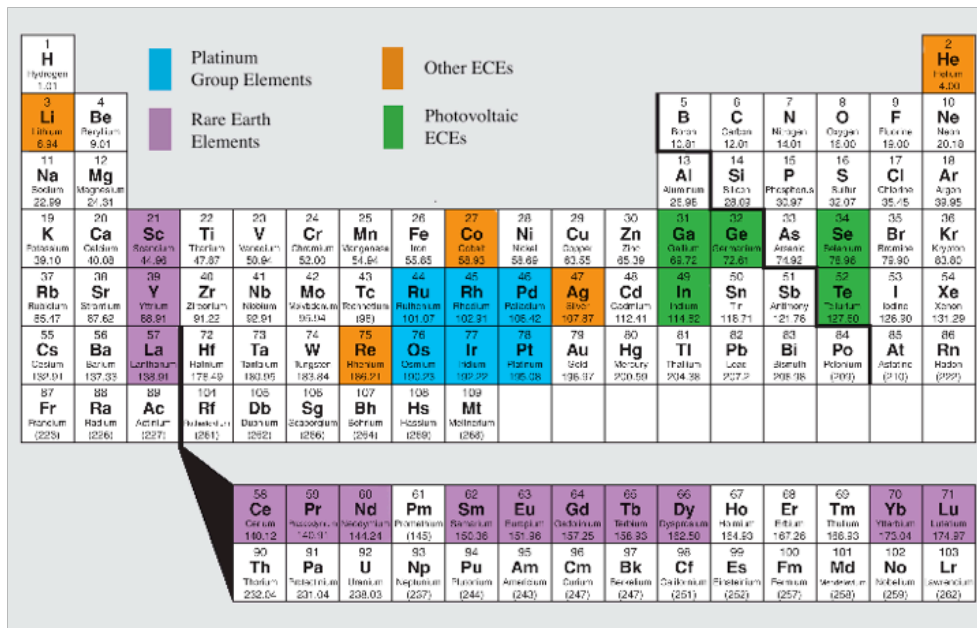 1 2
H Platinum Other ECEs He
Hydrogen Group Elements Helium
1.01 4.00
3 4 Rare Earth Photovoltaic 5 6 7 8 9 10
Li Be Elements ECEs B C N O F Ne
Lithium Beryllium Boron Carbon Nitrogen Oxygen Fluorine Neon
6.94 9.01 10.81 12.01 14.01 16.00 19.00 20.18
11 12 13 14 15 16 17 18
Na Mg Al Si P S Cl Ar
Sodium Magnesium Aluminum Silicon Phosphorus Sulfur Chlorine Argon
22.99 24.31 26.98 28.09 30.97 32.07 35.45 39.95
19 20 21 22 23 24 25 26 27 28 29 30 31 32 33 34 35 36
K Ca Sc Ti V Cr Mn Fe Co Ni Cu Zn Ga Ge As Se Br Kr
Potassium Calcium Scandium Vanadium Chromium Manganese Iron Cobalt Nickel Copper Zinc Gallium Germanium Arsenic Selenium Bromine Krypton
39.10 40.08 44.96 47.87 50.94 52.00 54.94 55.85 58.93 58.69 63.55 65.39 69.72 72.61 74.92 78.96 79.90 83.80
37 38 39 40 41 42 43 44 45 46 47 48 49 50 51 52 53 54
Rb Sr Y Zr Nb Mo Tc Ru Rh Pd Ag Cd In Sn Sb Te I Xe
Rubidium Strontium Yttrium Zirconium Niobium Molybdenum Technetium Ruthenium Rhodium Palladium Silver Cadmium Indium Tin Antimony Tellurium Iodine Xenon
85.47 87.62 88.91 91.22 92.91 95.94 (98) 101.07 102.91 106.42 107.87 112.41 114.82 118.71 121.76 127.60 126.90 131.29
55 56 57 72 73 74 75 76 77 78 79 80 81 82 83 84 85 86
Cs Ba La Hf Ta W Re Os Ir Pt Au Hg Tl Pb Bi Po At Rn
Cesium Barium Lanthanum Hafnium Tantalum Tungsten Rhenium Osmium Iridium Platinum Gold Mercury Thallium Lead Bismuth Polonium Astatine Radon
132.91 137.33 138.91 178.49 180.95 183.84 186.21 190.23 192.22 195.08 196.97 200.59 204.38 207.2 208.98 (209) (210) (222)
87 88 89 104 105 106 107 108 109
Fr Ra Ac Rf Db Sg Bh Hs Mt
Francium Radium Actinium Rutherfordium Dubnium Seaborgium Bohrium Hassium Meitnerium
(223) (226) (227) (261) (262) (266) (264) (269) (268)
58 59 60 61 62 63 64 65 66 67 68 69 70 71
Ce Pr Nd Pm Sm Eu Gd Tb Dy Ho Er Tm Yb Lu
Cerium Praseodymium Neodymium Promethium Samarium Europium Gadolinium Terbium Dysprosium Holmium Erbium Thulium Ytterbium Lutetium
140.12 140.91 144.24 (145) 150.36 151.96 157.25 158.93 162.50 164.93 167.26 168.93 173.04 174.97
90 91 92 93 94 95 96 97 98 99 100 101 102 103
Th Pa U Np Pu Am Cm Bk Cf Es Fm Md No Lr
Thorium Protactinium Uranium Neptunium Plutonium Americium Curium Berkelium Californium Einsteinium Fermium Mendelevium Nobelium Lawrencium
232.04 231.04 238.03 (237) (244) (243) (247) (247) (251) (252) (257) (258) (259) (262)